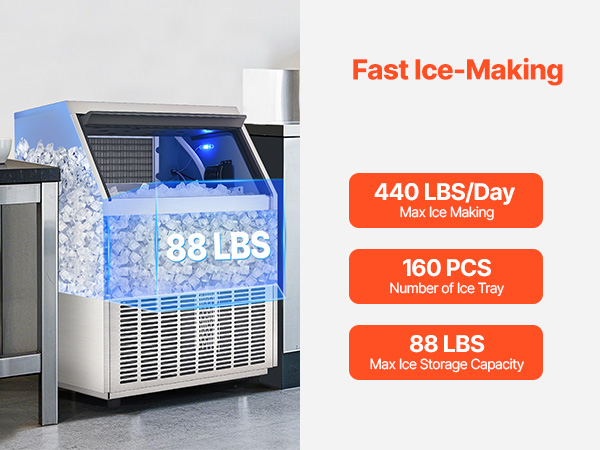 Fast Ice-Making
88 LBS
440 LBS/Day
Max Ice Making
160 PCS
Number of Ice Tray
88 LBS
Max Ice Storage Capacity